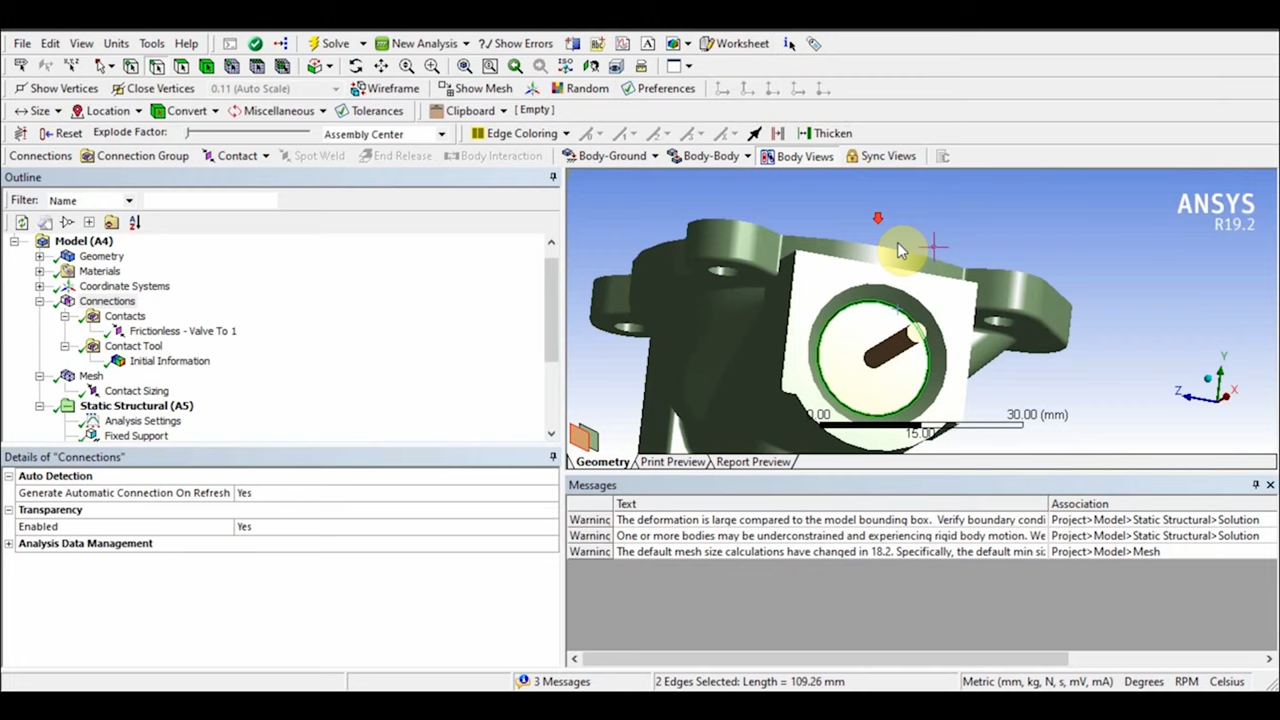 File Edit View Units Tools Help Solve New Analysis ?/ Show Errors A Worksheet
ISO
Show Vertices Close Vertices 0.11 (Auto Scale) Wireframe Show Mesh Random Preferences
Size Location Convert Miscellaneous Tolerances Clipboard [Empty]
Reset Explode Factor: Assembly Center Edge Coloring Thicken
Connections Connection Group Contact Spot Weld End Release Body Interaction Body-Ground Body-Body Body Views Sync Views
Outline
Filter: Name
Model (A4)
Geometry
Materials
Coordinate Systems
Connections
Contacts
Frictionless - Valve To 1
Contact Tool
Initial Information
Mesh
Contact Sizing
Static Structural (A5)
Analysis Settings
Fixed Support
Details of "Connections"
Auto Detection
Generate Automatic Connection On Refresh Yes
Transparency
Enabled Yes
Analysis Data Management
ANSYS
R19.2
Y
Z X
0.00 30.00 (mm)
15.00
Geometry Print Preview Report Preview
Messages
Text Association
Warninc The deformation is large compared to the model bounding box. Verify boundary condi Project>Model>Static Structural>Solution
Warninc One or more bodies may be underconstrained and experiencing rigid body motion. We Project>Model>Static Structural>Solution
Warninc The default mesh size calculations have changed in 18.2. Specifically, the default min si Project>Model>Mesh
3 Messages 2 Edges Selected: Length = 109.26 mm Metric (mm, kg, N, s, mV, mA) Degrees RPM Celsius